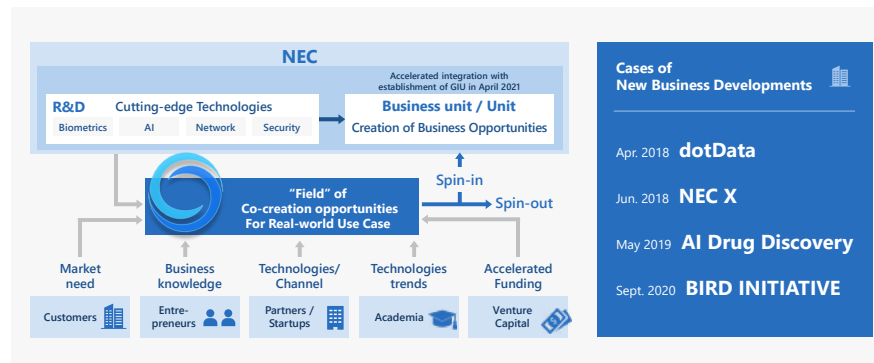 NEC
Accelerated integration with
establishment of GIU in April 2021
R&D Cutting-edge Technologies
Biometrics AI Network Security
Business unit / Unit
Creation of Business Opportunities
Spin-in
Spin-out
“Field” of
Co-creation opportunities
For Real-world Use Case
Market
need
Business
knowledge
Technologies/
Channel
Technologies
trends
Accelerated
Funding
Customers
Entre-
preneurs
Partners /
Startups
Academia
Venture
Capital
Cases of
New Business Developments
Apr. 2018 dotData
Jun. 2018 NEC X
May 2019 AI Drug Discovery
Sept. 2020 BIRD INITIATIVE